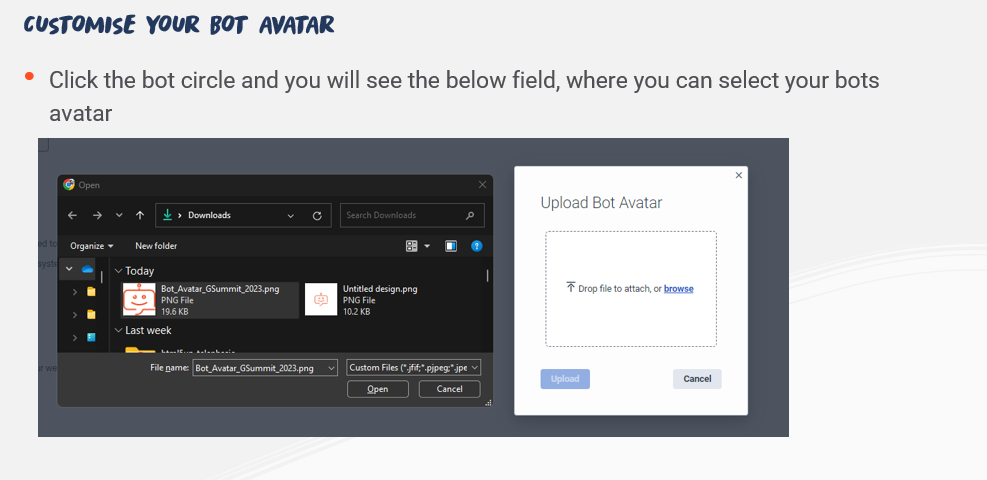 CUSTOMISE YOUR BOT AVATAR
Click the bot circle and you will see the below field, where you can select your bots
avatar
Open
Downloads
Search Downloads
Organize
New folder
Today
Bot_Avatar_GSummit_2023.png
PNG File
19.6 KB
Untitled design.png
PNG File
10.2 KB
Last week
File name:
Bot_Avatar_GSummit_2023.png
Custom Files (*.jfif;*.pjpeg;*.jpe
Open
Cancel
Upload Bot Avatar
Drop file to attach, or browse
Upload
Cancel